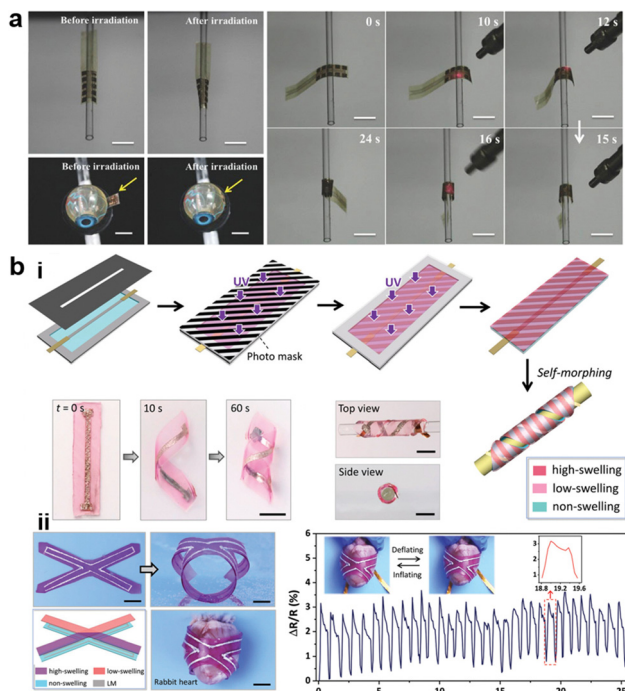 a
Before irradiation
After irradiation
0 s
10 s
12 s
Before irradiation
After irradiation
24 s
16 s
15 s
b
i
UV
UV
Photo mask
Self-morphing
t = 0 s
10 s
60 s
Top view
Side view
high-swelling
low-swelling
non-swelling
ii
high-swelling
low-swelling
non-swelling
LM
Rabbit heart
ΔR/R (%)
6
5
4
3
2
1
0
Deflating
Inflating
3
2
1
18.8 19.2 19.6
0 5 10 15 20 25